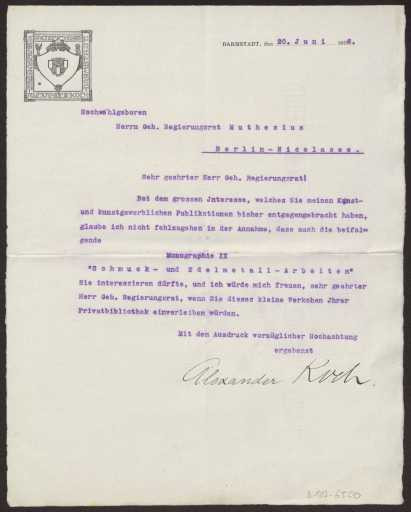 DARMSTADT, den 20. Juni
Hochwohlgeboren
Herrn Geh. Regierungsrat Muthesius
Berlin-Nicolassee.
Sehr geehrter Herr Geh. Regierungsrat!
Bei dem grossen Jnteresse, welches Sie meinen Kunst-
und kunstgewerblichen Publikationen bisher entgegengebracht haben,
glaube ich nicht fehlzugehen in der Annahme, dass auch die beifol-
gende
Monographie IX
"Schmuck- und Edelmetall-Arbeiten"
Sie interessieren dürfte, und ich würde mich freuen, sehr geehrter
Herr Geh. Regierungsrat, wenn Sie dieses kleine Werkchen Jhrer
Privatbibliothek einverleiben würden.
Mit dem Ausdruck vorzüglicher Hochachtung
ergebenst
Alexander Koch.